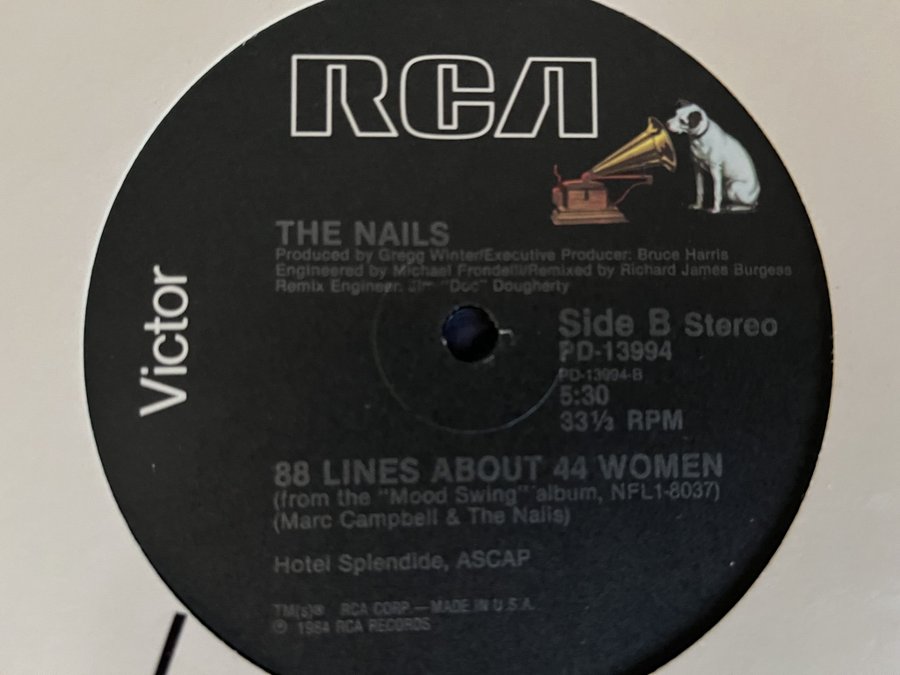 RCA
Victor
THE NAILS
Produced by Gregg Winter/Executive Producer: Bruce Harris
Engineered by Michael Frondelli/Remixed by Richard James Burgess
Remix Engineer: Jim "Doc" Dougherty
Side B Stereo
PD-13994
PD-13994-B
5:30
33⅓ RPM
88 LINES ABOUT 44 WOMEN
(from the "Mood Swing" album, NFL1-8037)
(Marc Campbell & The Nails)
Hotel Splendide, ASCAP
TM(s)® RCA CORP.—MADE IN U.S.A.
℗ 1984 RCA RECORDS